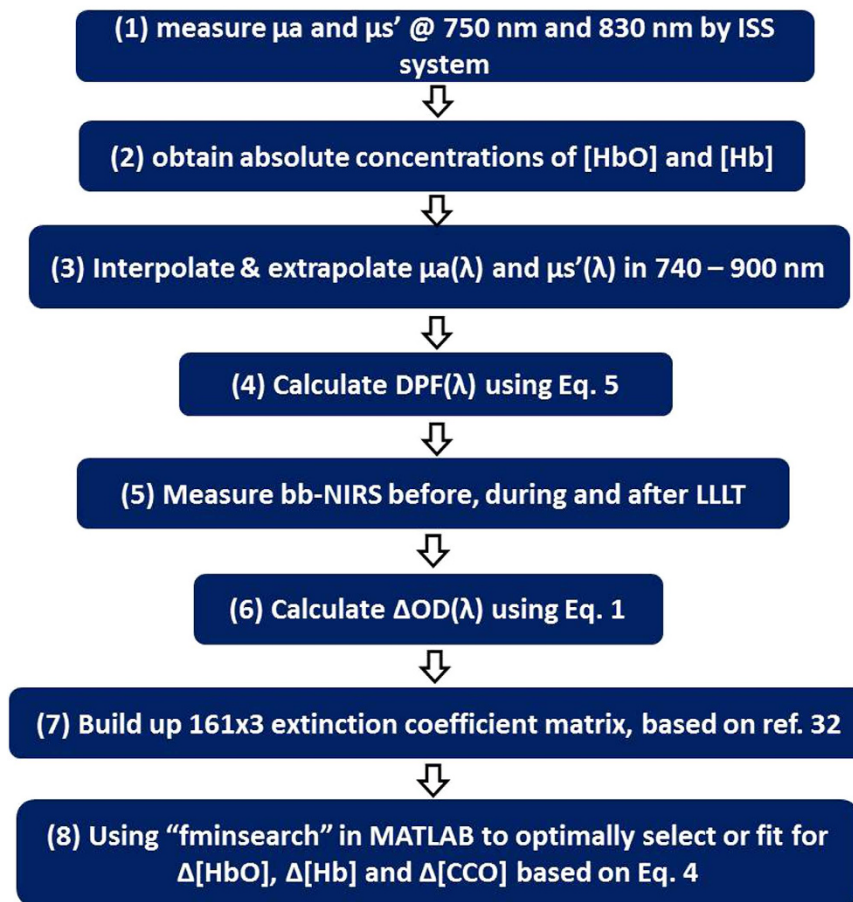 (1) measure μa and μs’ @ 750 nm and 830 nm by ISS
system
(2) obtain absolute concentrations of [HbO] and [Hb]
(3) Interpolate & extrapolate μa(λ) and μs’(λ) in 740 – 900 nm
(4) Calculate DPF(λ) using Eq. 5
(5) Measure bb-NIRS before, during and after LLLT
(6) Calculate ΔOD(λ) using Eq. 1
(7) Build up 161x3 extinction coefficient matrix, based on ref. 32
(8) Using “fminsearch” in MATLAB to optimally select or fit for
Δ[HbO], Δ[Hb] and Δ[CCO] based on Eq. 4